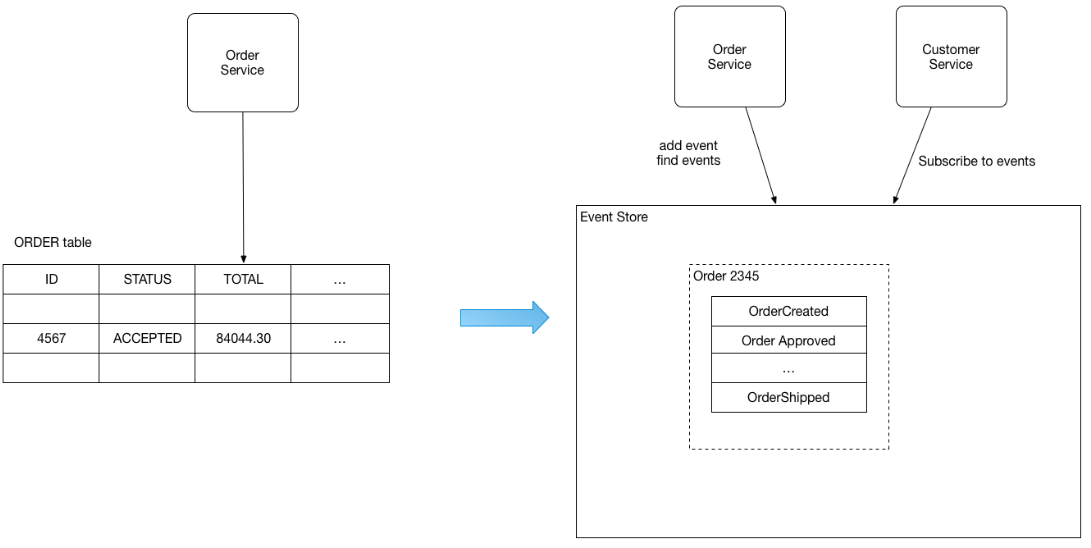 Order
Service
ORDER table
ID STATUS TOTAL ...
4567 ACCEPTED 84044.30 ...
Order
Service
Customer
Service
add event
find events
Subscribe to events
Event Store
Order 2345
OrderCreated
Order Approved
...
OrderShipped